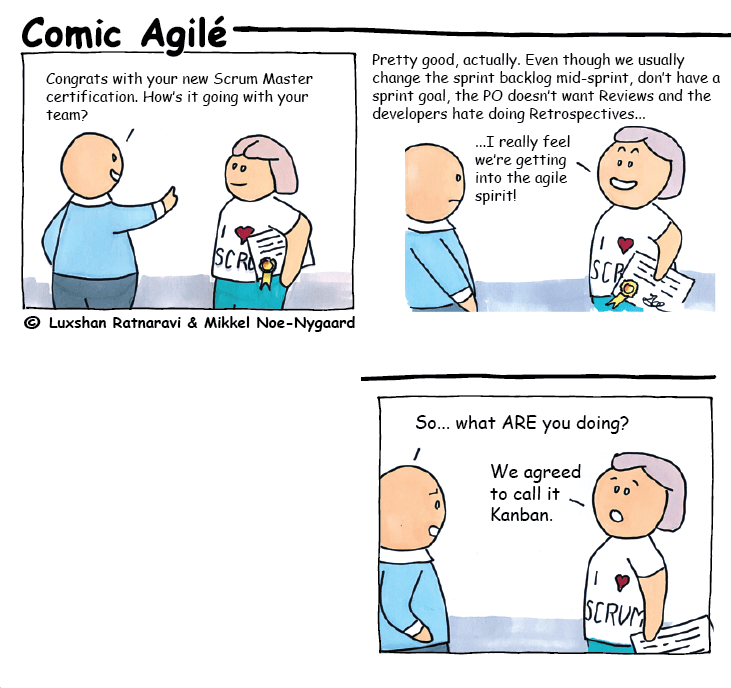 Comic Agilé
Congrats with your new Scrum Master
certification. How's it going with your
team?
I
SCRU
© Luxshan Ratnaravi & Mikkel Noe-Nygaard
Pretty good, actually. Even though we usually
change the sprint backlog mid-sprint, don't have a
sprint goal, the PO doesn't want Reviews and the
developers hate doing Retrospectives...
...I really feel
we're getting
into the agile
spirit!
I
SCR
So... what ARE you doing?
We agreed
to call it
Kanban.
I
SCRUM